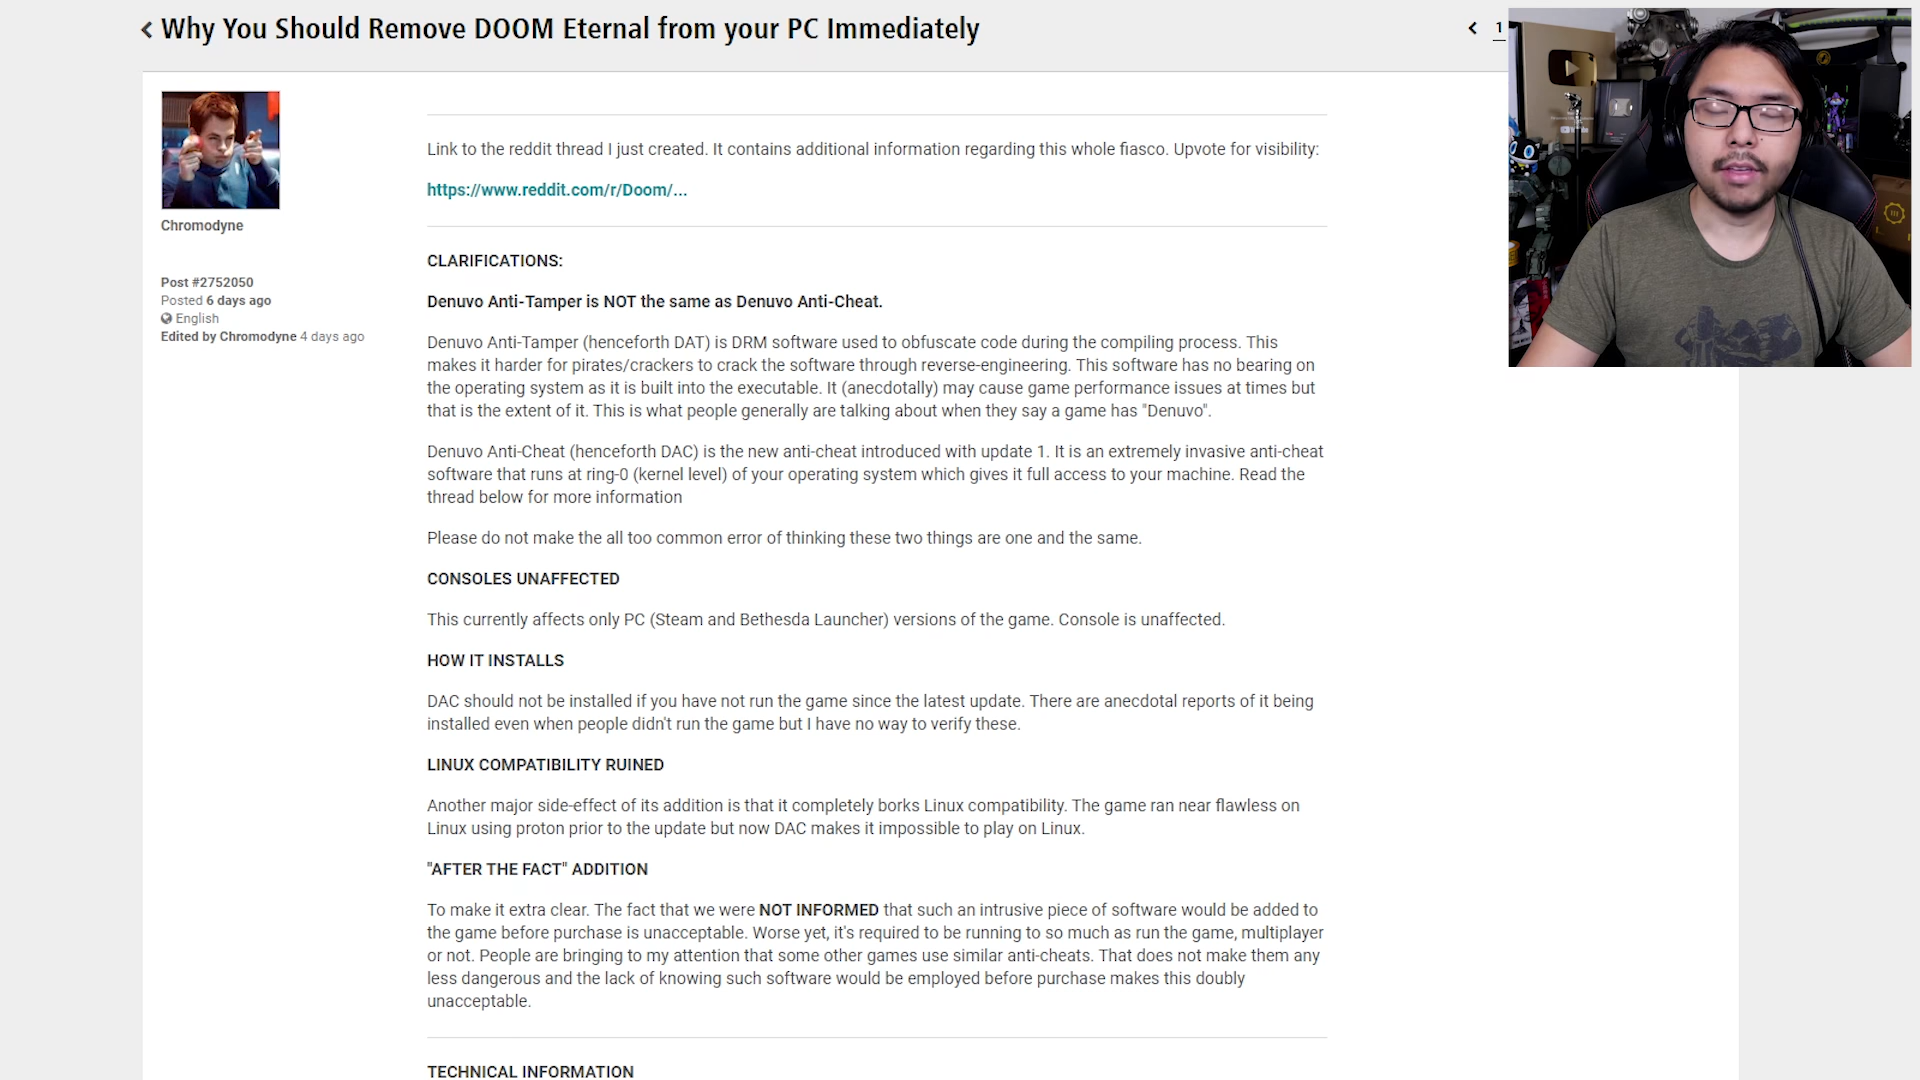 Why You Should Remove DOOM Eternal from your PC Immediately
1
Chromodyne
Post #2752050
Posted 6 days ago
English
Edited by Chromodyne 4 days ago
Link to the reddit thread I just created. It contains additional information regarding this whole fiasco. Upvote for visibility:
https://www.reddit.com/r/Doom/...
CLARIFICATIONS:
Denuvo Anti-Tamper is NOT the same as Denuvo Anti-Cheat.
Denuvo Anti-Tamper (henceforth DAT) is DRM software used to obfuscate code during the compiling process. This
makes it harder for pirates/crackers to crack the software through reverse-engineering. This software has no bearing on
the operating system as it is built into the executable. It (anecdotally) may cause game performance issues at times but
that is the extent of it. This is what people generally are talking about when they say a game has "Denuvo".
Denuvo Anti-Cheat (henceforth DAC) is the new anti-cheat introduced with update 1. It is an extremely invasive anti-cheat
software that runs at ring-0 (kernel level) of your operating system which gives it full access to your machine. Read the
thread below for more information
Please do not make the all too common error of thinking these two things are one and the same.
CONSOLES UNAFFECTED
This currently affects only PC (Steam and Bethesda Launcher) versions of the game. Console is unaffected.
HOW IT INSTALLS
DAC should not be installed if you have not run the game since the latest update. There are anecdotal reports of it being
installed even when people didn't run the game but I have no way to verify these.
LINUX COMPATIBILITY RUINED
Another major side-effect of its addition is that it completely borks Linux compatibility. The game ran near flawless on
Linux using proton prior to the update but now DAC makes it impossible to play on Linux.
"AFTER THE FACT" ADDITION
To make it extra clear. The fact that we were NOT INFORMED that such an intrusive piece of software would be added to
the game before purchase is unacceptable. Worse yet, it's required to be running to so much as run the game, multiplayer
or not. People are bringing to my attention that some other games use similar anti-cheats. That does not make them any
less dangerous and the lack of knowing such software would be employed before purchase makes this doubly
unacceptable.
TECHNICAL INFORMATION